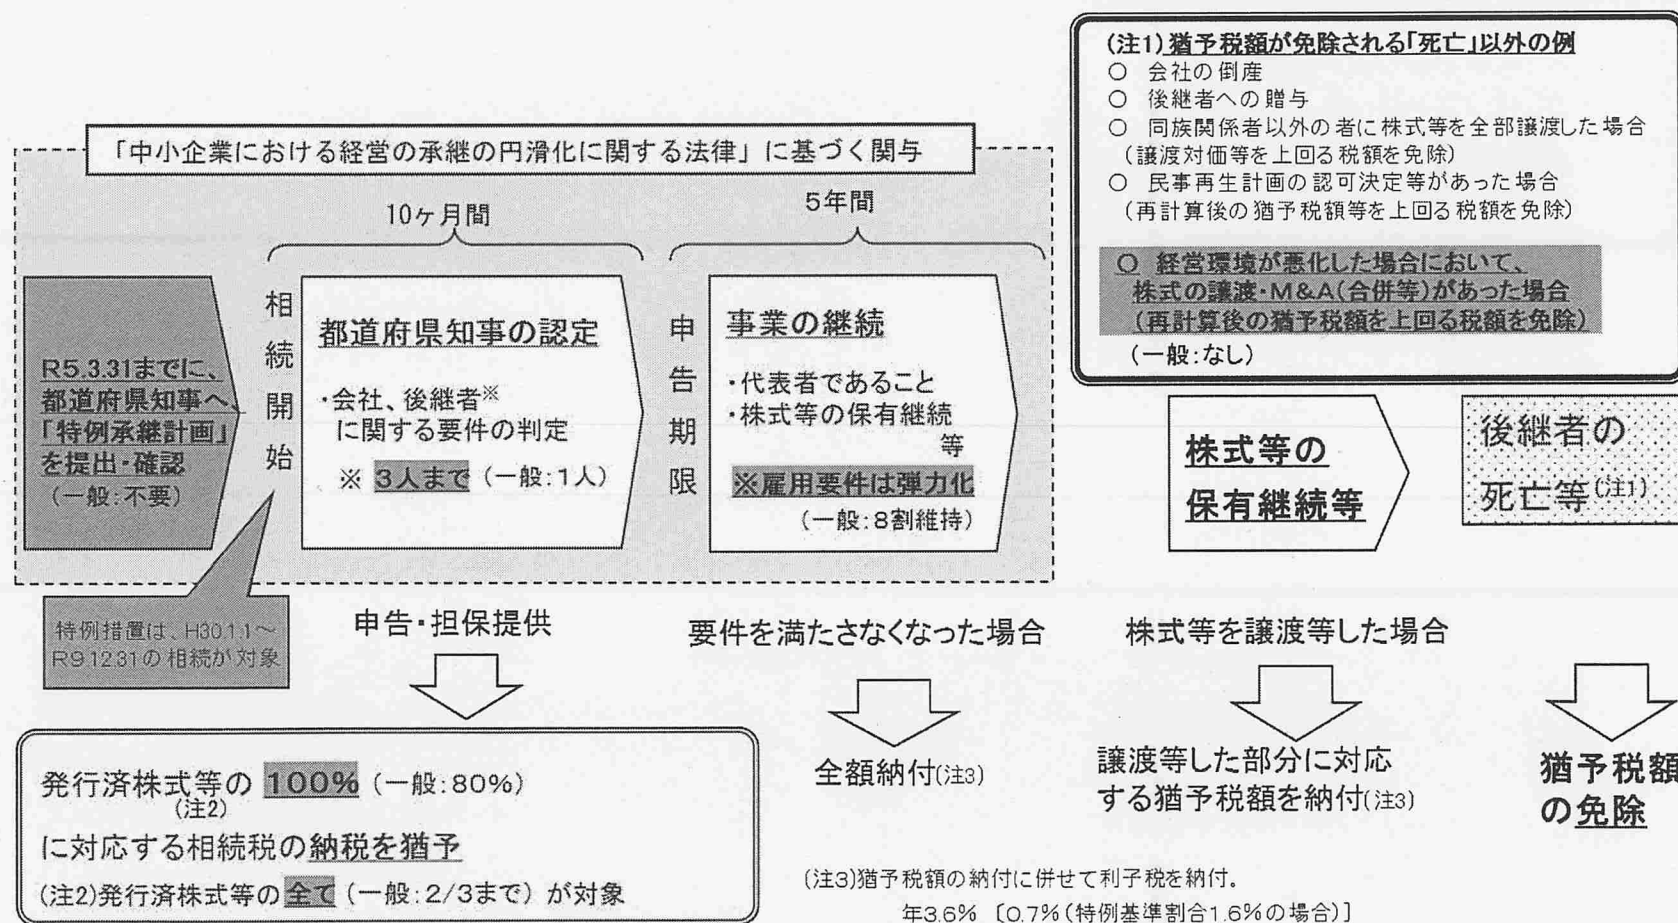 (注1)猶予税額が免除される「死亡」以外の例
○ 会社の倒産
○ 後継者への贈与
○ 同族関係者以外の者に株式等を全部譲渡した場合
(譲渡対価等を上回る税額を免除)
○ 民事再生計画の認可決定等があった場合
(再計算後の猶予税額等を上回る税額を免除)
○ 経営環境が悪化した場合において、
株式の譲渡・M&A(合併等)があった場合
(再計算後の猶予税額を上回る税額を免除)
(一般:なし)
「中小企業における経営の承継の円滑化に関する法律」に基づく関与
10ヶ月間
5年間
R5.3.31までに、
都道府県知事へ、
「特例承継計画」
を提出・確認
(一般:不要)
相続開始
都道府県知事の認定
・会社、後継者※
に関する要件の判定
※ 3人まで (一般:1人)
申告期限
事業の継続
・代表者であること
・株式等の保有継続
等
※雇用要件は弾力化
(一般:8割維持)
株式等の
保有継続等
後継者の
死亡等(注1)
特例措置は、H30.1.1～
R9.12.31の相続が対象
申告・担保提供
要件を満たさなくなった場合
株式等を譲渡等した場合
発行済株式等の 100% (一般:80%)
(注2)
に対応する相続税の納税を猶予
(注2)発行済株式等の全て (一般:2/3まで) が対象
全額納付(注3)
譲渡等した部分に対応
する猶予税額を納付(注3)
猶予税額
の免除
(注3)猶予税額の納付に併せて利子税を納付。
年3.6% 〔0.7%(特例基準割合1.6%の場合)〕